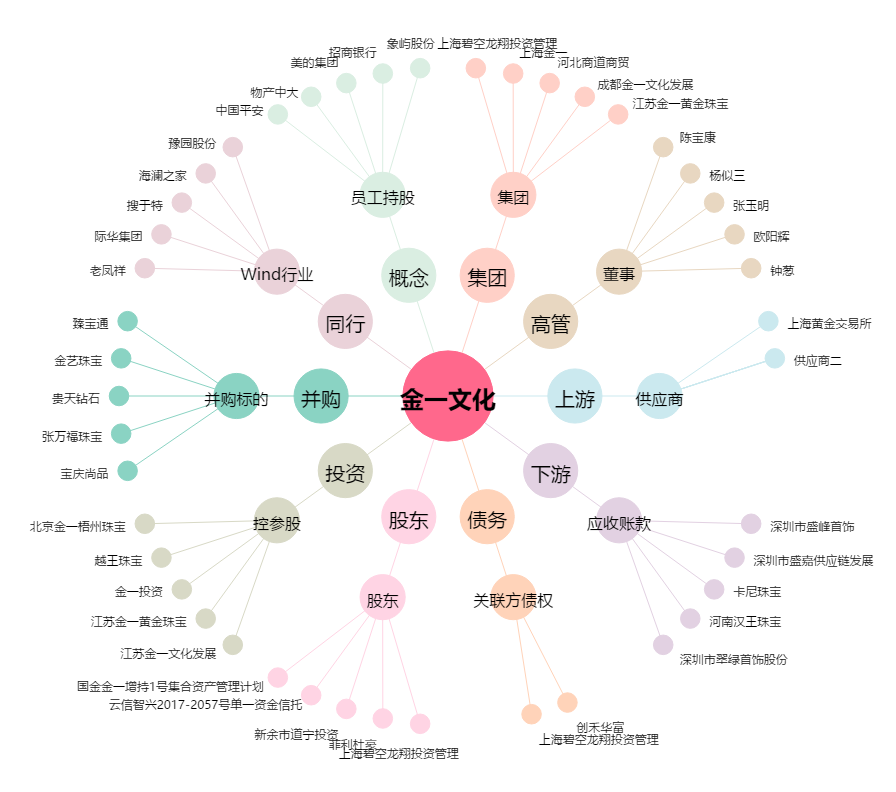 象屿股份
上海碧空龙翔投资管理
招商银行
上海金一
美的集团
河北商道商贸
物产中大
成都金一文化发展
中国平安
江苏金一黄金珠宝
豫园股份
陈宝康
海澜之家
杨似三
员工持股
集团
搜于特
张玉明
际华集团
欧阳辉
老凤祥
Wind行业
概念
集团
董事
钟葱
臻宝通
同行
高管
上海黄金交易所
金艺珠宝
供应商二
贵天钻石
并购标的
并购
金一文化
上游
供应商
张万福珠宝
宝庆尚品
投资
下游
北京金一梧州珠宝
控参股
股东
债务
应收账款
深圳市盛峰首饰
越王珠宝
深圳市盛嘉供应链发展
金一投资
卡尼珠宝
江苏金一黄金珠宝
股东
关联方债权
河南汉王珠宝
江苏金一文化发展
深圳市翠绿首饰股份
国金金一增持1号集合资产管理计划
云信智兴2017-2057号单一资金信托
新余市道宁投资
创禾华富
菲利杜豪
上海碧空龙翔投资管理
上海碧空龙翔投资管理